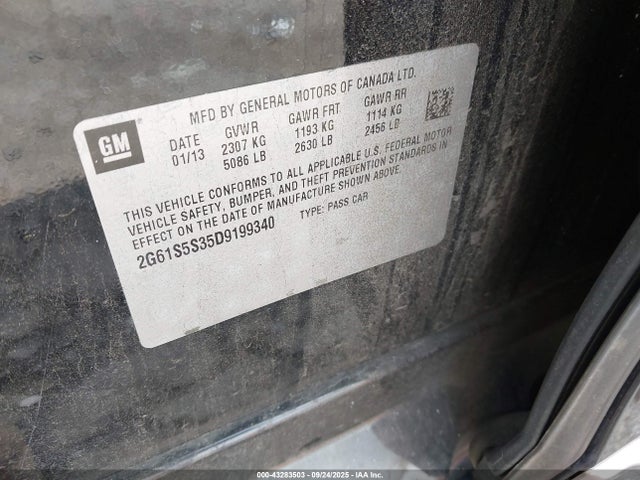 MFD BY GENERAL MOTORS OF CANADA LTD.
GM
DATE GVWR GAWR FRT GAWR RR
01/13 2307 KG 1193 KG 1114 KG
5086 LB 2630 LB 2456 LB
THIS VEHICLE CONFORMS TO ALL APPLICABLE U.S. FEDERAL MOTOR
VEHICLE SAFETY, BUMPER, AND THEFT PREVENTION STANDARDS IN
EFFECT ON THE DATE OF MANUFACTURE SHOWN ABOVE.
2G61S5S35D9199340 TYPE: PASS CAR
000-43283503 - 09/24/2025 - IAA Inc.